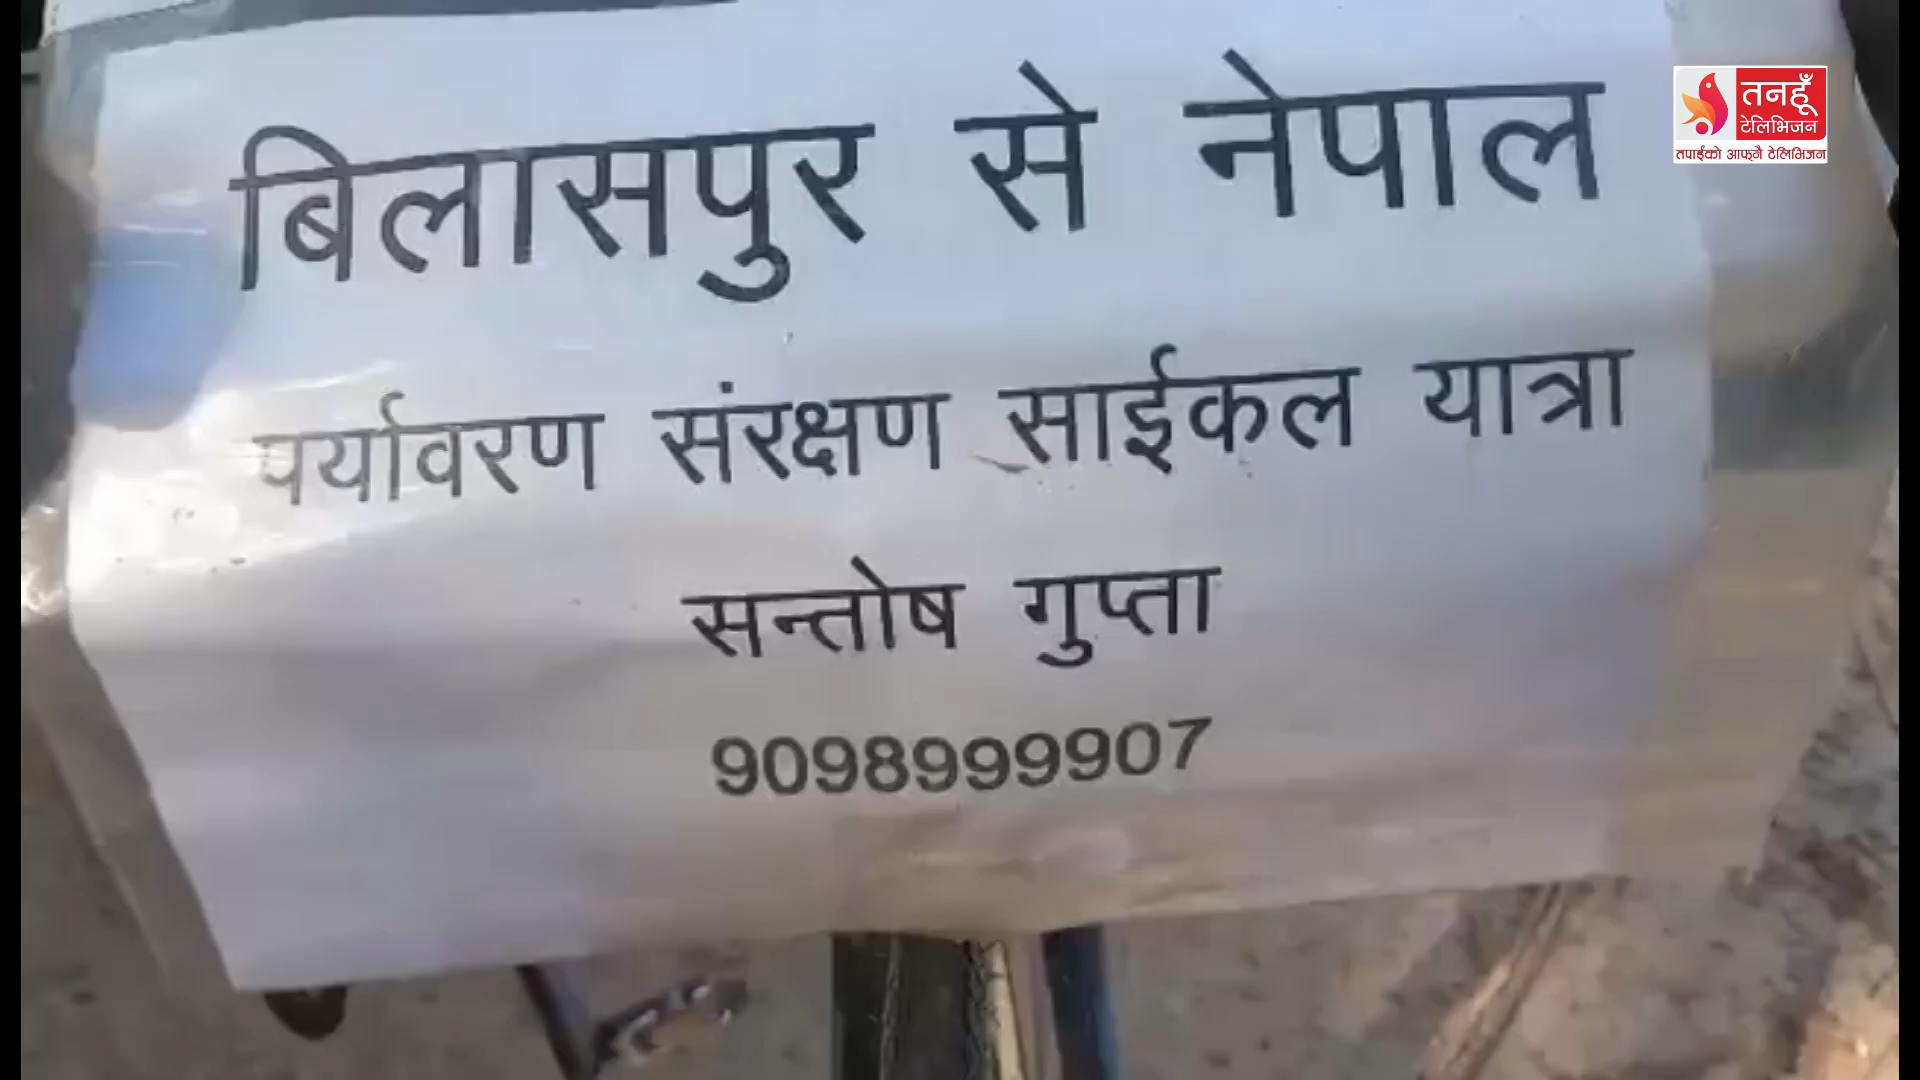 बिलासपुर से नेपाल
पर्यावरण संरक्षण साईकल यात्रा
सन्तोष गुप्ता
9098999907
तनहूँ
टेलिभिजन
तपाईंको आफ्नै टेलिभिजन